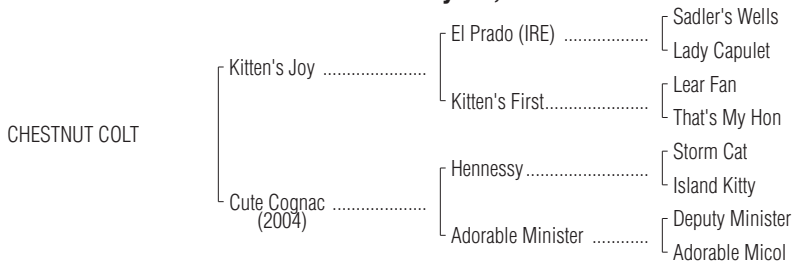 Sadler's Wells
El Prado (IRE) ..................
Lady Capulet
Kitten's Joy ......................
Lear Fan
Kitten's First......................
That's My Hon
CHESTNUT COLT
Storm Cat
Hennessy..........................
Island Kitty
Cute Cognac ....................
(2004)
Deputy Minister
Adorable Minister ............
Adorable Micol